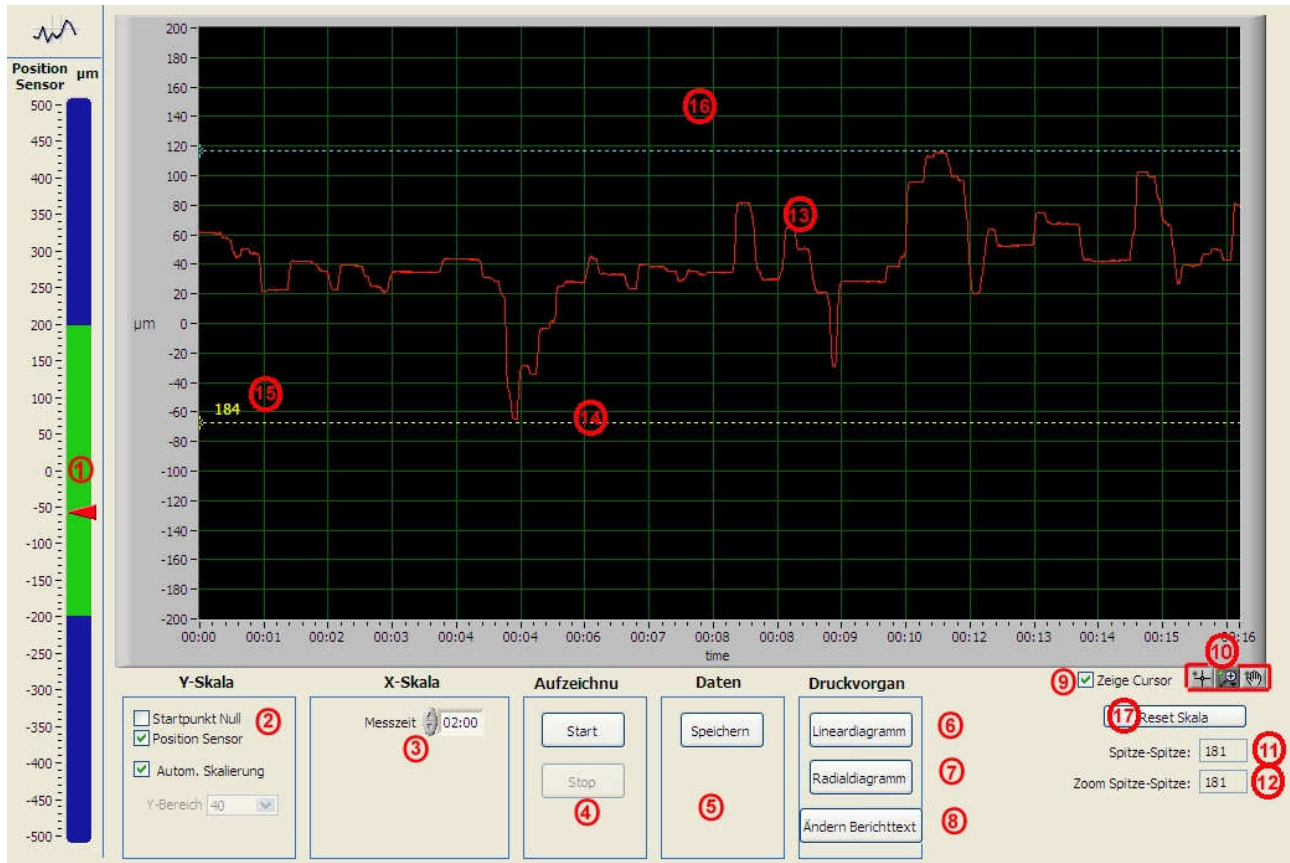 Position µm
Sensor
500
450
400
350
300
250
200
150
100
50
0
-50
-100
-150
-200
-250
-300
-350
-400
-450
-500
1
200
180
160
140
120
100
80
60
40
20
µm 0
-20
-40
-60
-80
-100
-120
-140
-160
-180
-200
16
13
15
184
14
00:00 00:01 00:02 00:03 00:04 00:04 00:06 00:07 00:08 00:08 00:09 00:10 00:12 00:13 00:14 00:15 00:16
time
10
Y-Skala
Startpunkt Null
2
Position Sensor
Autom. Skalierung
Y-Bereich 40
X-Skala
Messzeit 02:00
3
Aufzeichnu
Start
Stop
4
Daten
Speichern
5
Druckvorgan
Lineardiagramm
6
Radialdiagramm
7
Ändern Berichttext
8
9 Zeige Cursor
17 Reset Skala
Spitze-Spitze: 181 11
Zoom Spitze-Spitze: 181 12